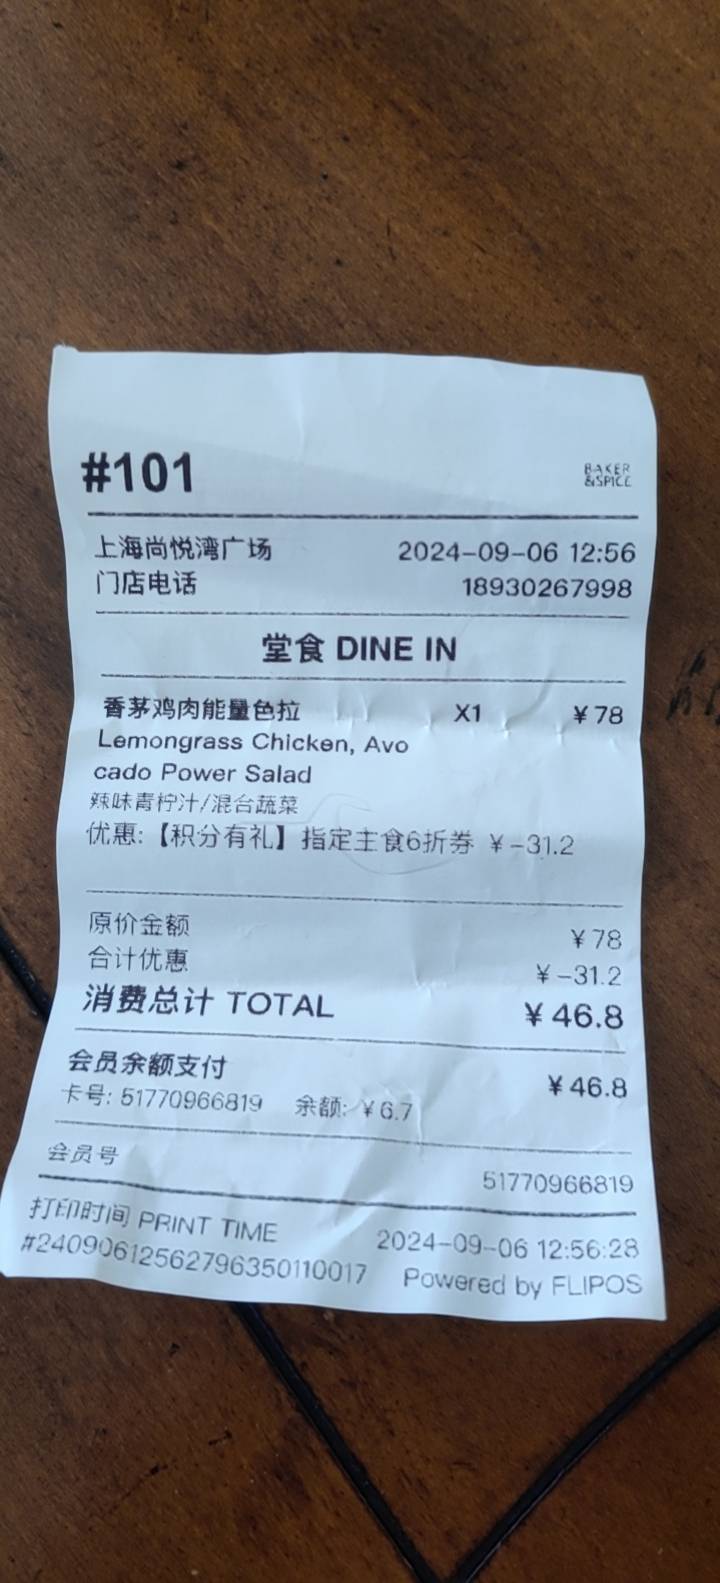 #101
BAKER
&SPICE
上海尚悦湾广场 2024-09-06 12:56
门店电话 18930267998
堂食 DINE IN
香茅鸡肉能量色拉 X1 ¥78
Lemongrass Chicken, Avo
cado Power Salad
辣味青柠汁/混合蔬菜
优惠:【积分有礼】指定主食6折券 ¥-31.2
原价金额 ¥78
合计优惠 ¥-31.2
消费总计 TOTAL ¥46.8
会员余额支付 ¥46.8
卡号: 51770966819 余额: ¥6.7
会员号 51770966819
打印时间 PRINT TIME 2024-09-06 12:56:28
#24090612562796350110017 Powered by FLIPOS